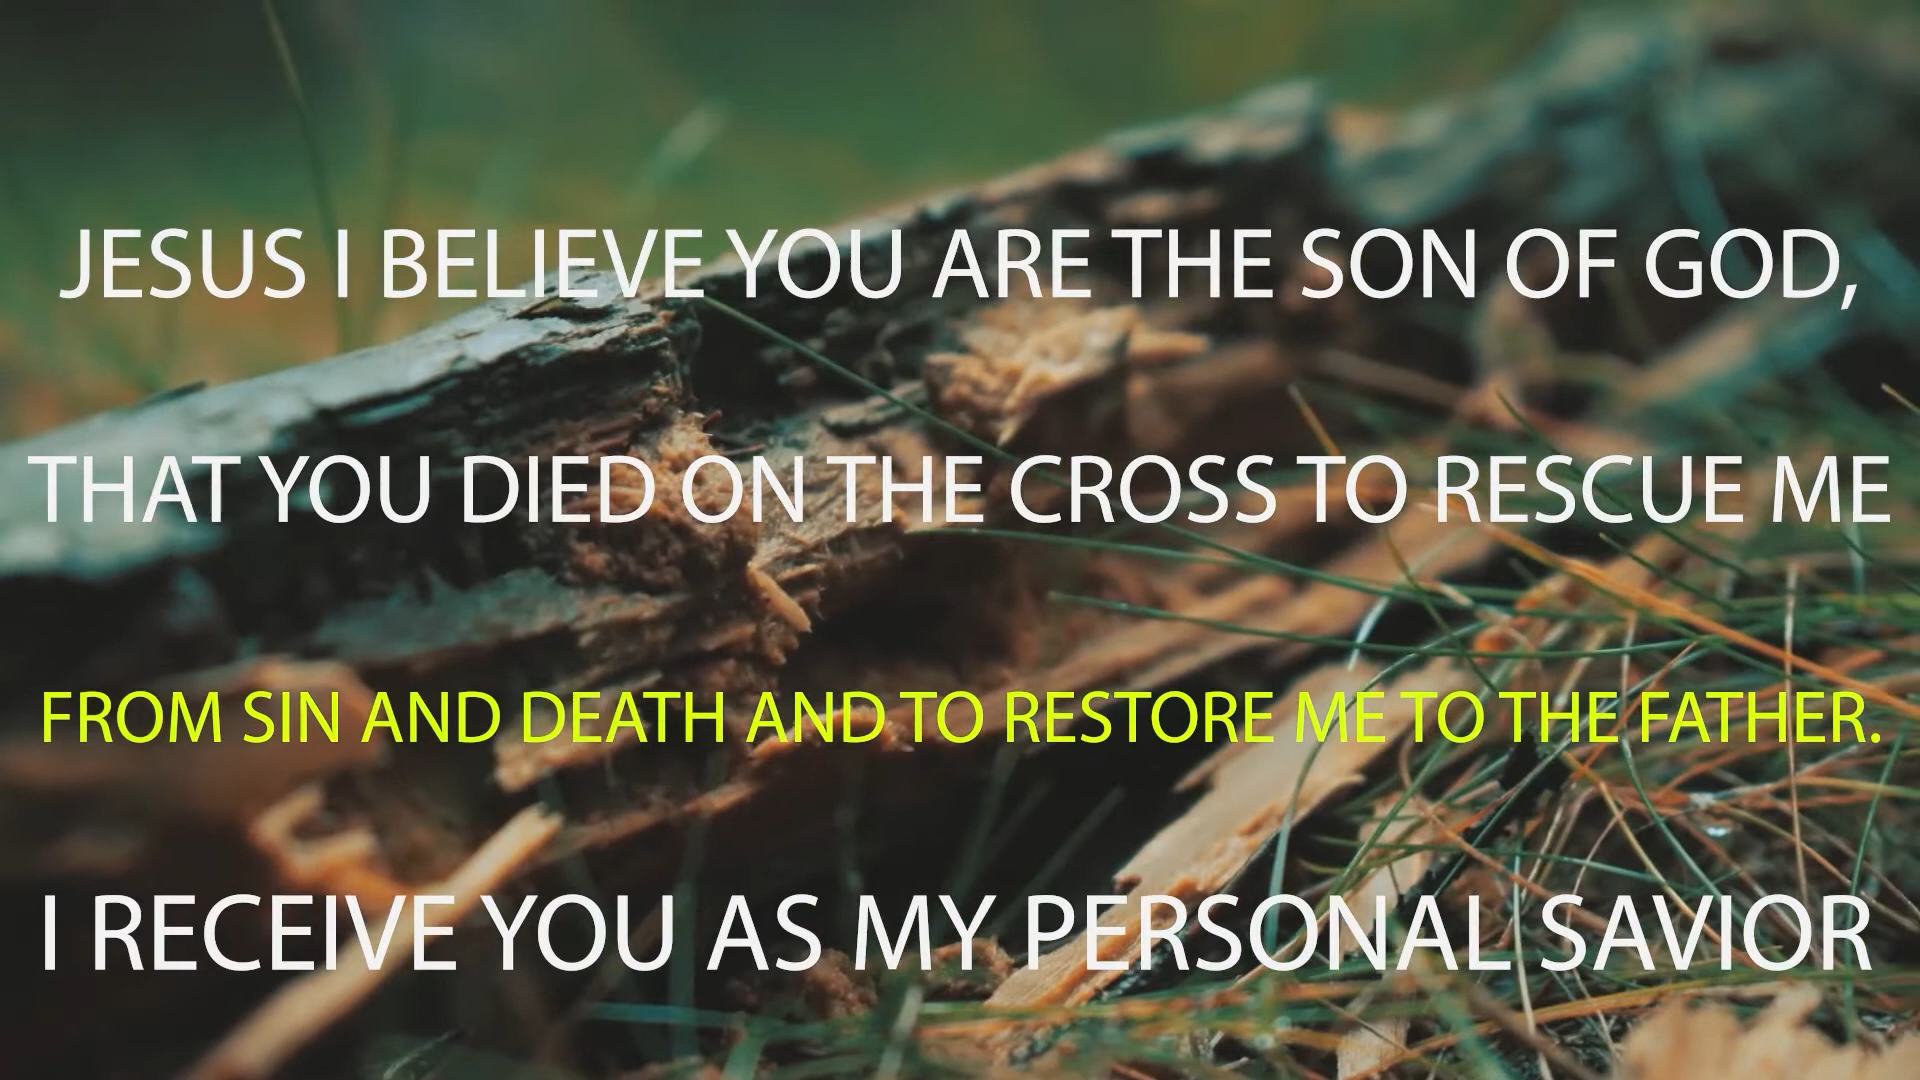 JESUS I BELIEVE YOU ARE THE SON OF GOD,
THAT YOU DIED ON THE CROSS TO RESCUE ME
FROM SIN AND DEATH AND TO RESTORE ME TO THE FATHER.
I RECEIVE YOU AS MY PERSONAL SAVIOR